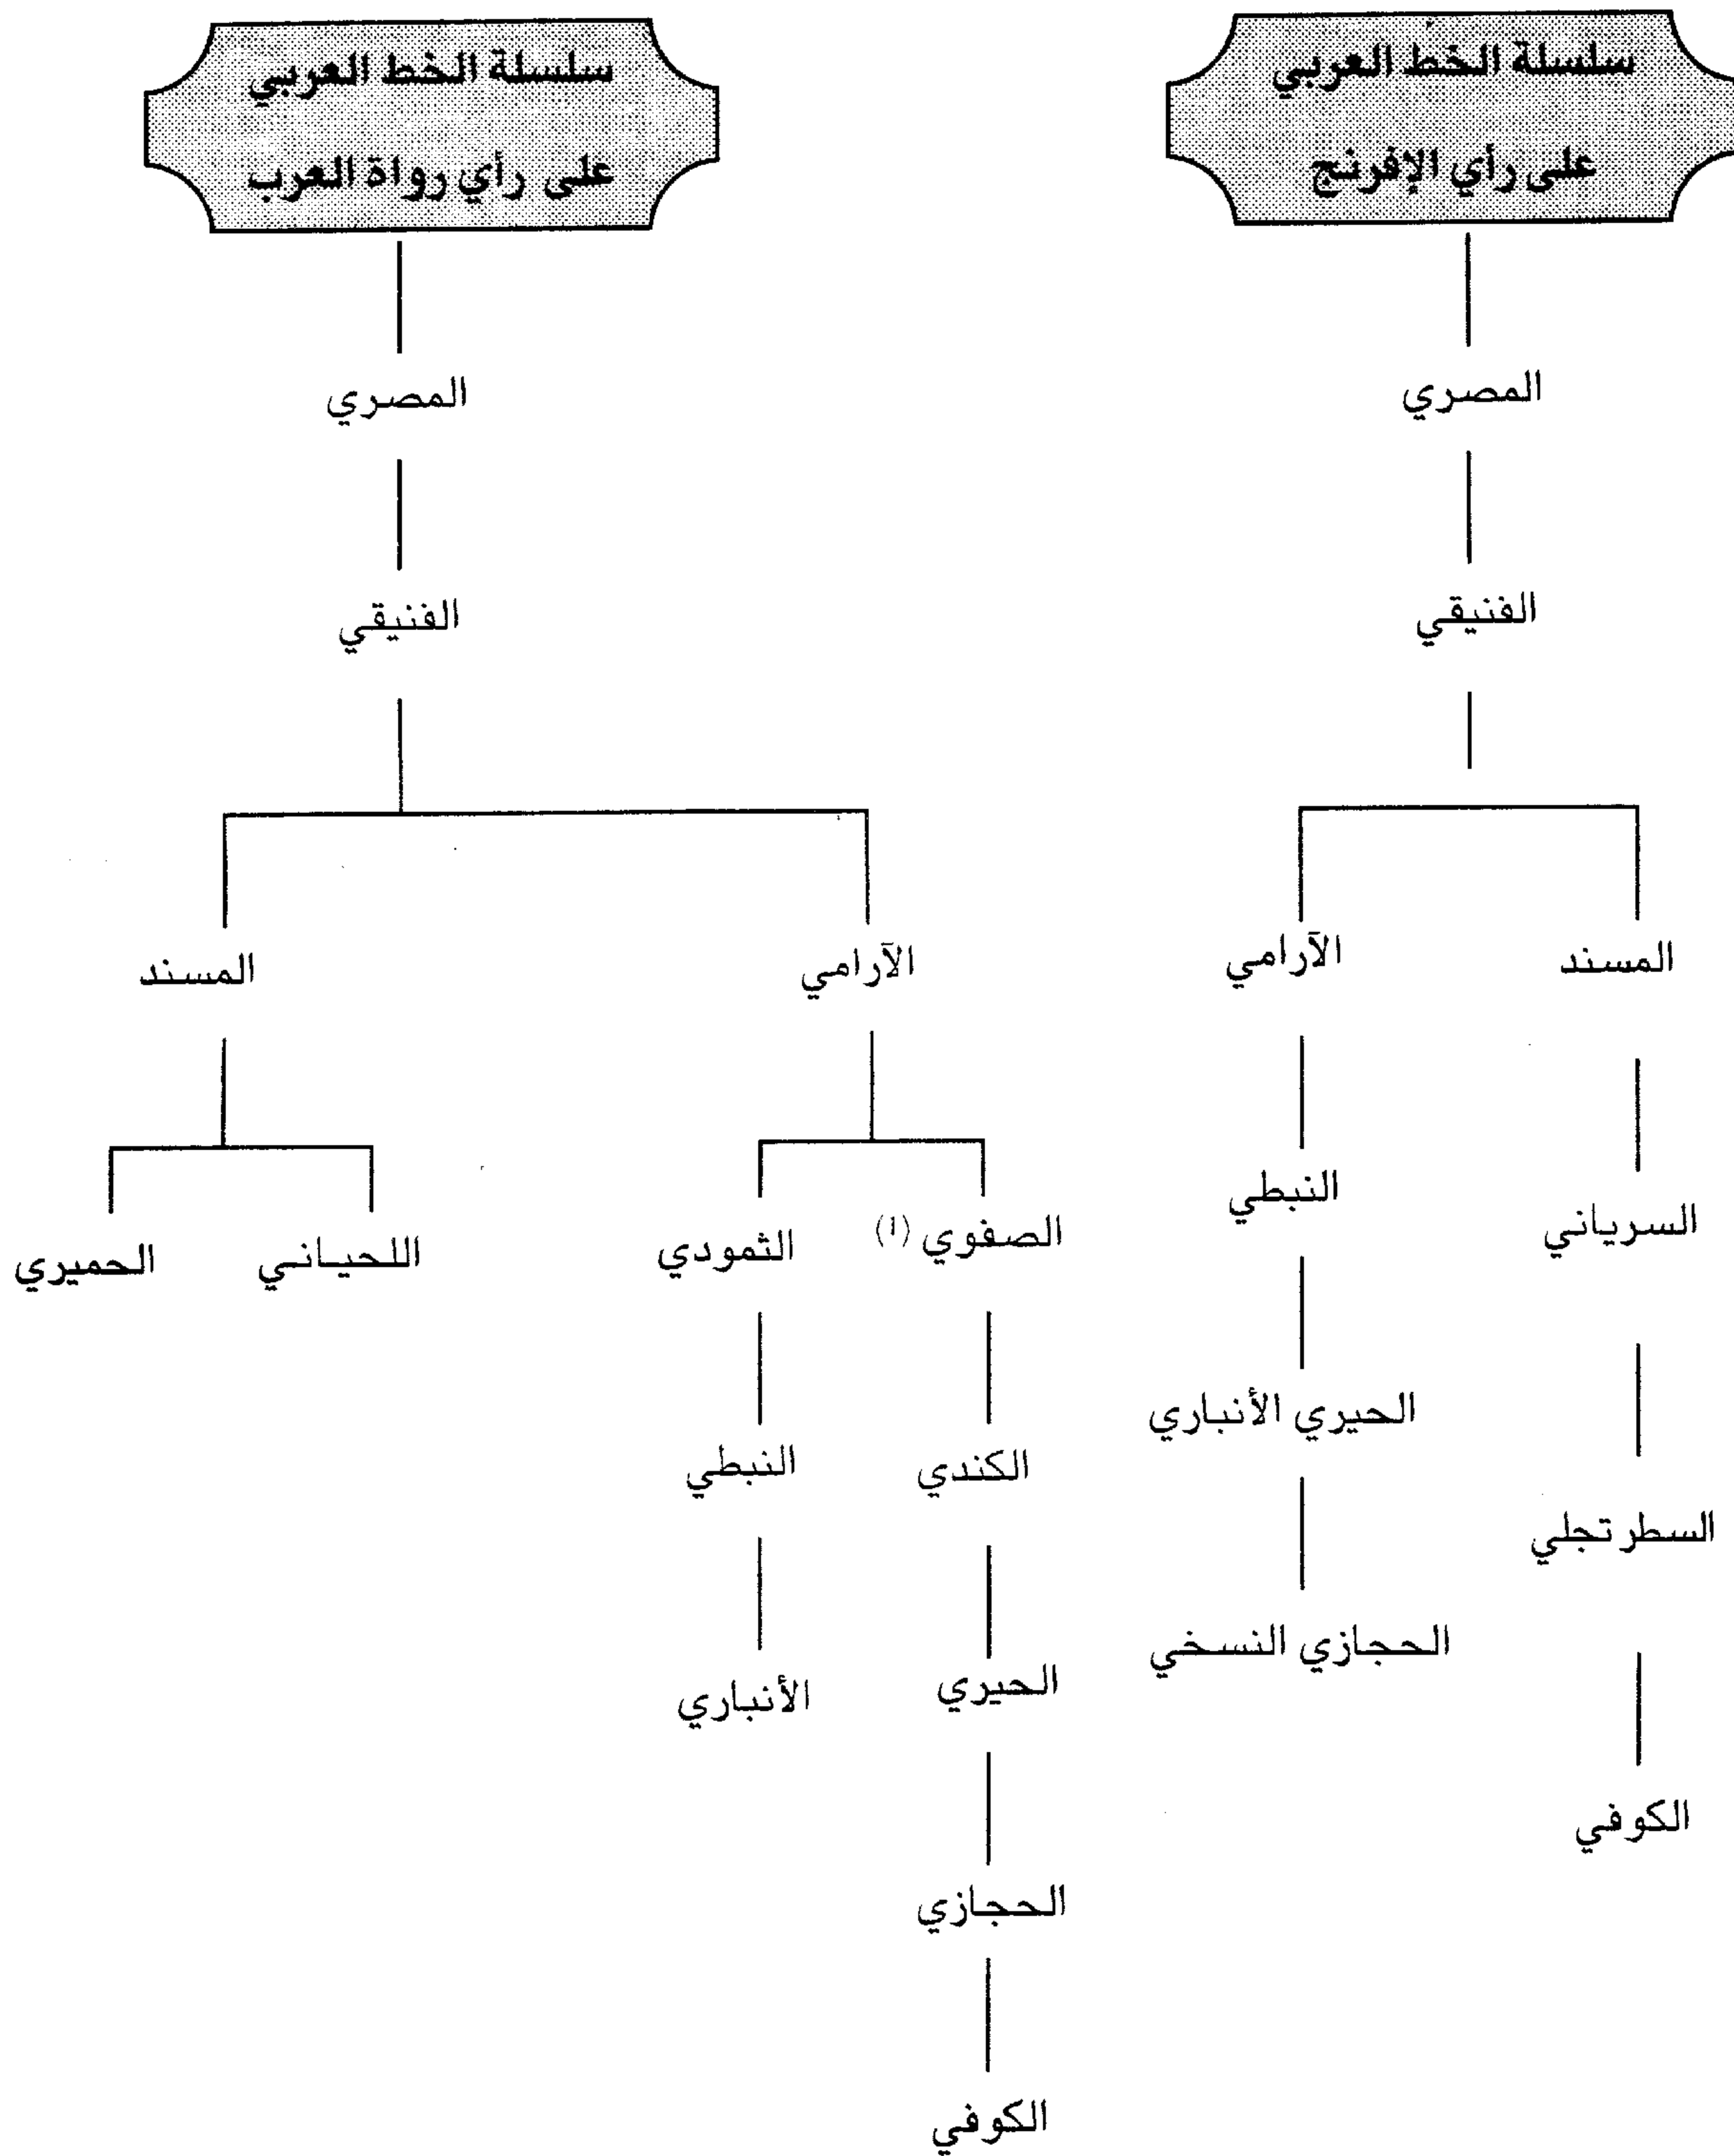 سلسلة الخط العربي
على رأي الإفرنج
المصري
الفنيقي
المسند
الآرامي
السرياني
النبطي
السطرتجلي
الحيري الأنباري
الكوفي
الحجازي النسخي
سلسلة الخط العربي
على رأي رواة العرب
المصري
الفنيقي
الآرامي
المسند
الصفوي (1)
الثمودي
اللحياني
الحميري
الكندي
النبطي
الحيري
الأنباري
الحجازي
الكوفي